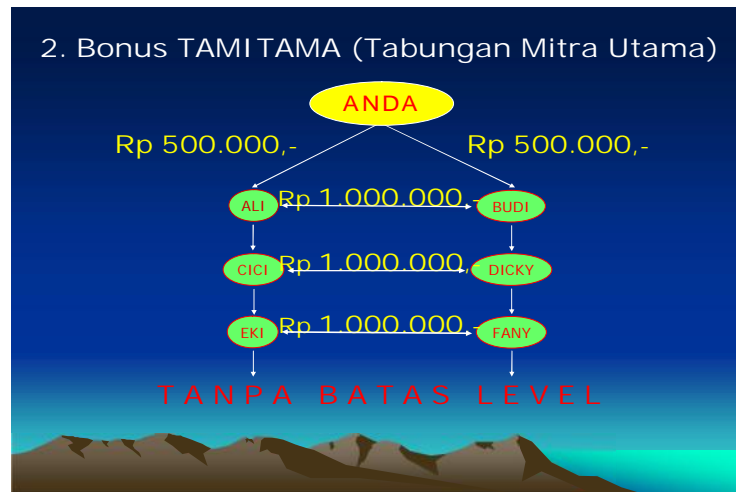 2. Bonus TAMITAMA (Tabungan Mitra Utama)
ANDA
Rp 500.000,- Rp 500.000,-
ALI Rp 1.000.000,- BUDI
CICI Rp 1.000.000,- DICKY
EKI Rp 1.000.000,- FANY
TANPA BATAS LEVEL